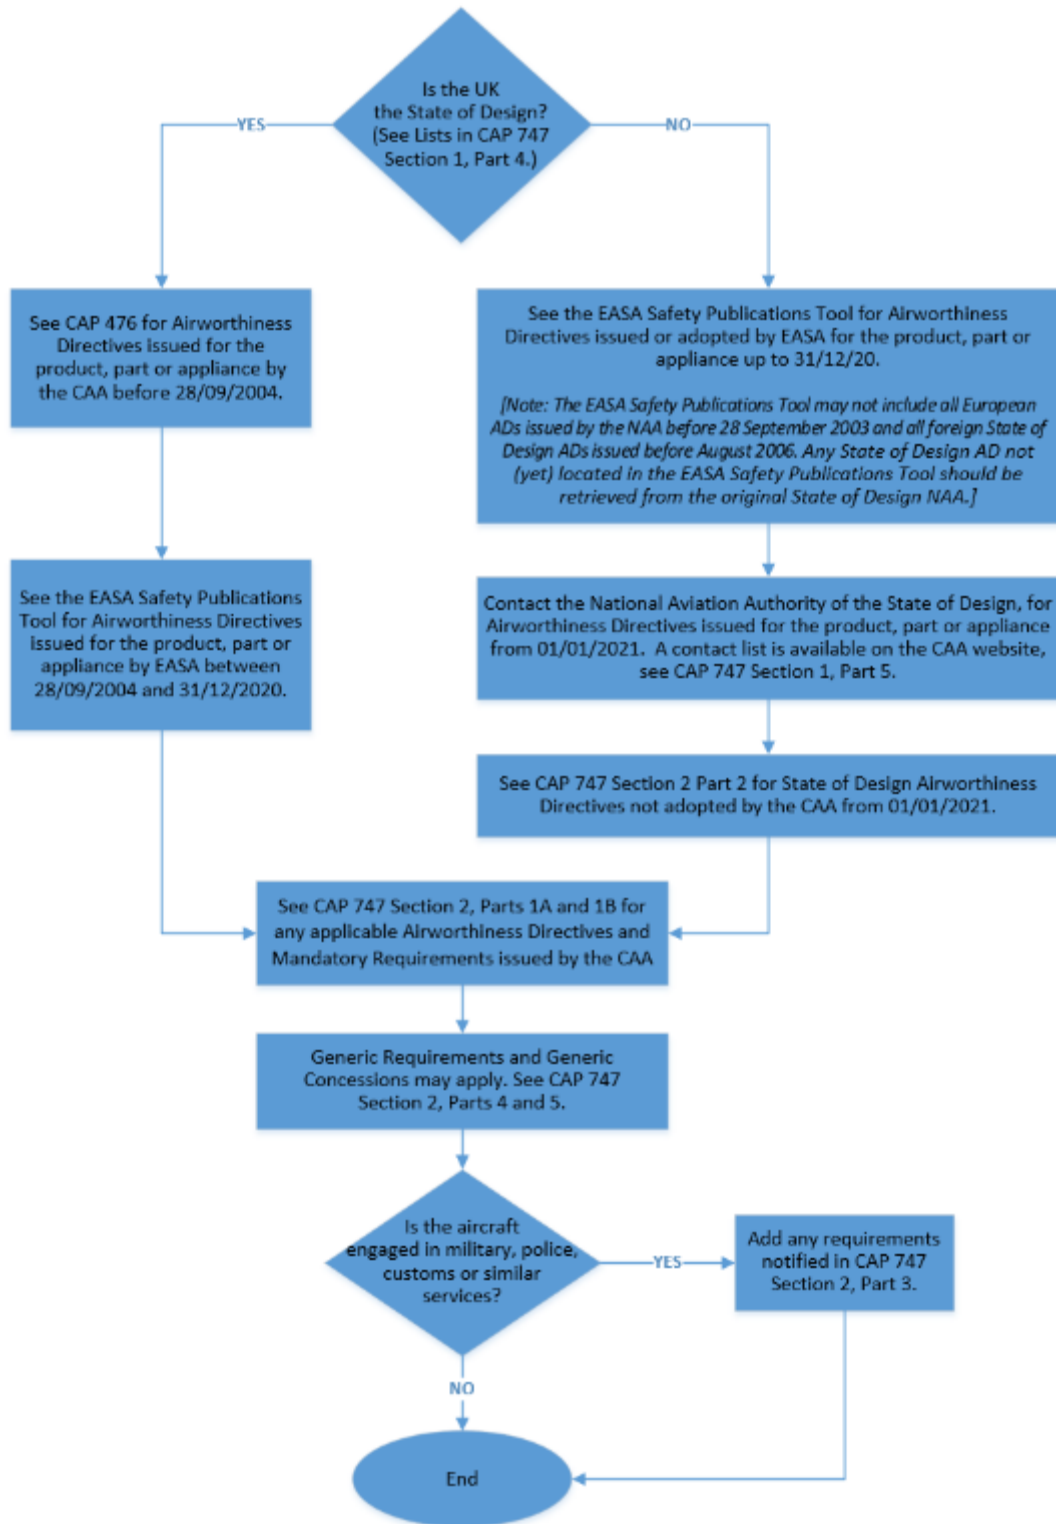 Is the UK
the State of Design?
(See Lists in CAP 747
Section 1, Part 4.)
YES
NO
See CAP 476 for Airworthiness
Directives issued for the
product, part or appliance by
the CAA before 28/09/2004.
See the EASA Safety Publications Tool for Airworthiness
Directives issued or adopted by EASA for the product, part or
appliance up to 31/12/20.
[Note: The EASA Safety Publications Tool may not include all European
ADs issued by the NAA before 28 September 2003 and all foreign State of
Design ADs issued before August 2006. Any State of Design AD not
(yet) located in the EASA Safety Publications Tool should be
retrieved from the original State of Design NAA.]
See the EASA Safety Publications
Tool for Airworthiness Directives
issued for the product, part or
appliance by EASA between
28/09/2004 and 31/12/2020.
Contact the National Aviation Authority of the State of Design, for
Airworthiness Directives issued for the product, part or appliance
from 01/01/2021. A contact list is available on the CAA website,
see CAP 747 Section 1, Part 5.
See CAP 747 Section 2 Part 2 for State of Design Airworthiness
Directives not adopted by the CAA from 01/01/2021.
See CAP 747 Section 2, Parts 1A and 1B for
any applicable Airworthiness Directives and
Mandatory Requirements issued by the CAA
Generic Requirements and Generic
Concessions may apply. See CAP 747
Section 2, Parts 4 and 5.
Is the aircraft
engaged in military, police,
customs or similar
services?
YES
Add any requirements
notified in CAP 747
Section 2, Part 3.
NO
End